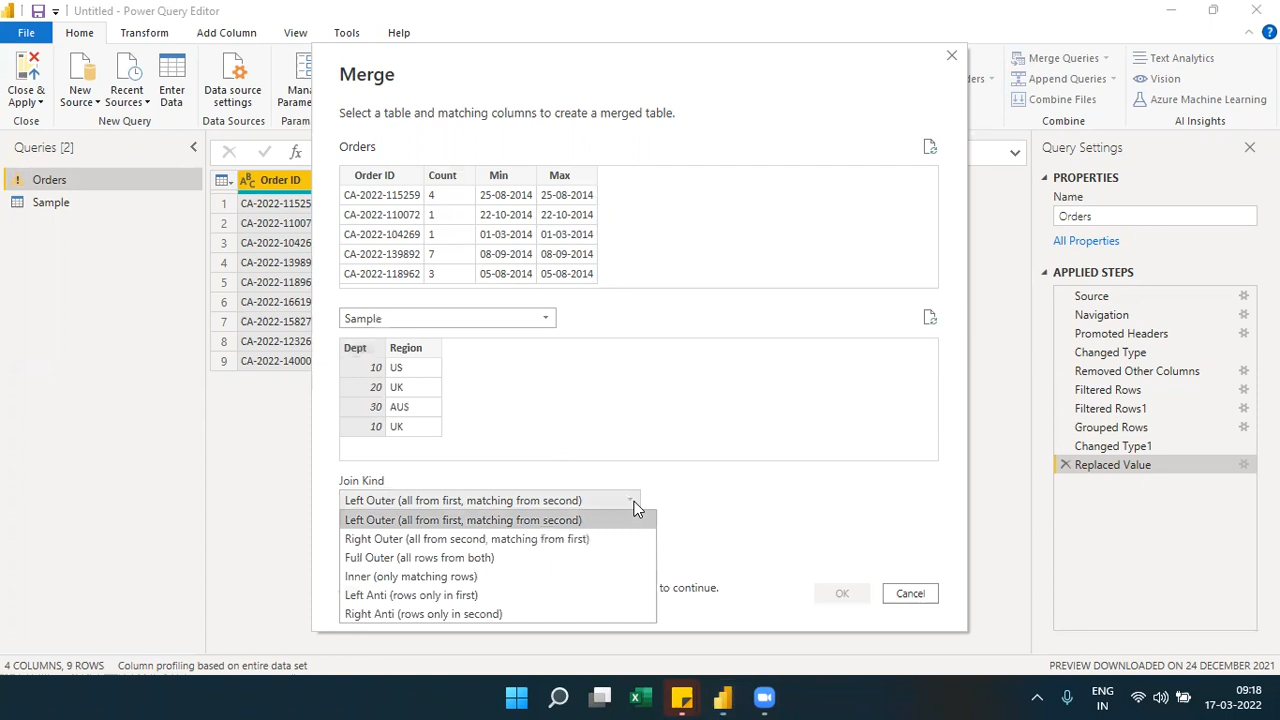 Untitled - Power Query Editor
File Home Transform Add Column View Tools Help
Close & Apply
New Source
Recent Sources
Enter Data
Data source settings
Manage
Merge Queries
Append Queries
Combine Files
Text Analytics
Vision
Azure Machine Learning
Close New Query Data Sources Param Combine AI Insights
Queries [2]
Orders
Sample
fx
Order ID
1 CA-2022-11525
2 CA-2022-11007
3 CA-2022-10426
4 CA-2022-13989
5 CA-2022-11896
6 CA-2022-16619
7 CA-2022-15827
8 CA-2022-12326
9 CA-2022-14000
Merge
Select a table and matching columns to create a merged table.
Orders
Order ID Count Min Max
CA-2022-115259 4 25-08-2014 25-08-2014
CA-2022-110072 1 22-10-2014 22-10-2014
CA-2022-104269 1 01-03-2014 01-03-2014
CA-2022-139892 7 08-09-2014 08-09-2014
CA-2022-118962 3 05-08-2014 05-08-2014
Sample
Dept Region
10 US
20 UK
30 AUS
10 UK
Join Kind
Left Outer (all from first, matching from second)
Left Outer (all from first, matching from second)
Right Outer (all from second, matching from first)
Full Outer (all rows from both)
Inner (only matching rows)
Left Anti (rows only in first)
Right Anti (rows only in second)
to continue.
OK Cancel
Query Settings
PROPERTIES
Name
Orders
All Properties
APPLIED STEPS
Source
Navigation
Promoted Headers
Changed Type
Removed Other Columns
Filtered Rows
Filtered Rows1
Grouped Rows
Changed Type1
Replaced Value
4 COLUMNS, 9 ROWS Column profiling based on entire data set
PREVIEW DOWNLOADED ON 24 DECEMBER 2021
ENG IN
09:18
17-03-2022